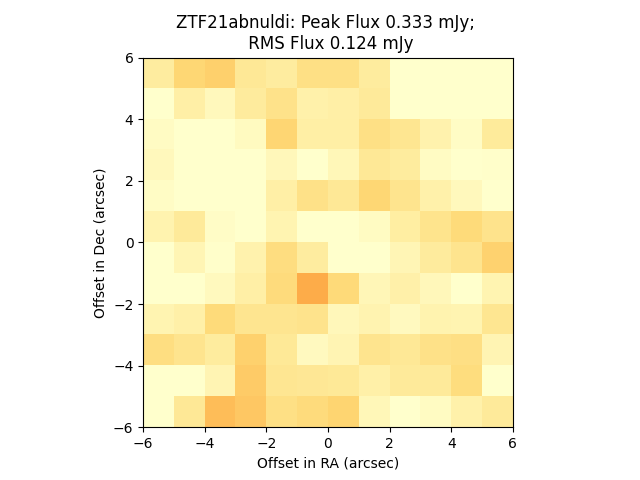 ZTF21abnuldi: Peak Flux 0.333 mJy;
RMS Flux 0.124 mJy
6
4
2
0
−2
−4
−6
Offset in Dec (arcsec)
−6 −4 −2 0 2 4 6
Offset in RA (arcsec)